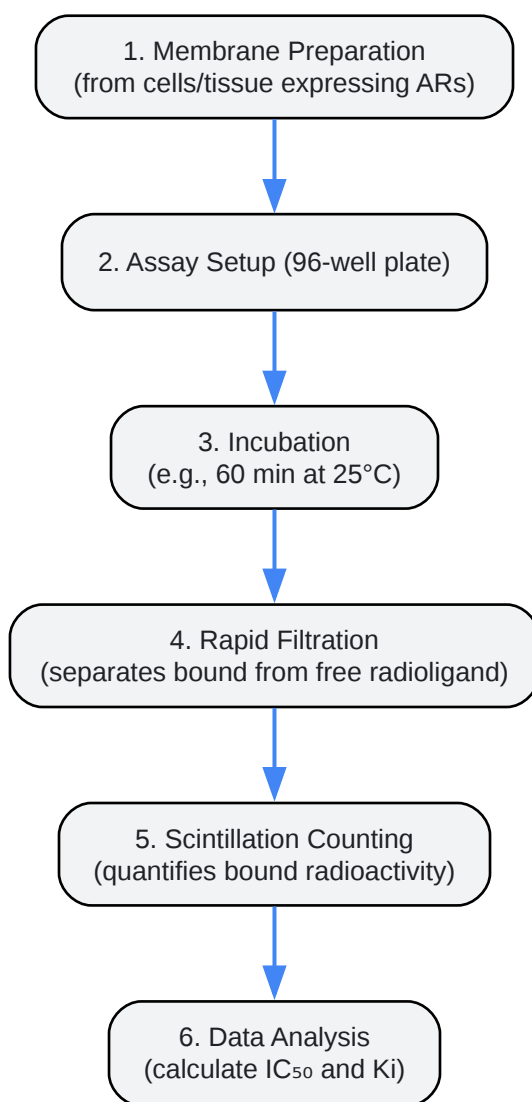 1. Membrane Preparation
(from cells/tissue expressing ARs)
2. Assay Setup (96-well plate)
3. Incubation
(e.g., 60 min at 25°C)
4. Rapid Filtration
(separates bound from free radioligand)
5. Scintillation Counting
(quantifies bound radioactivity)
6. Data Analysis
(calculate IC₅₀ and Ki)